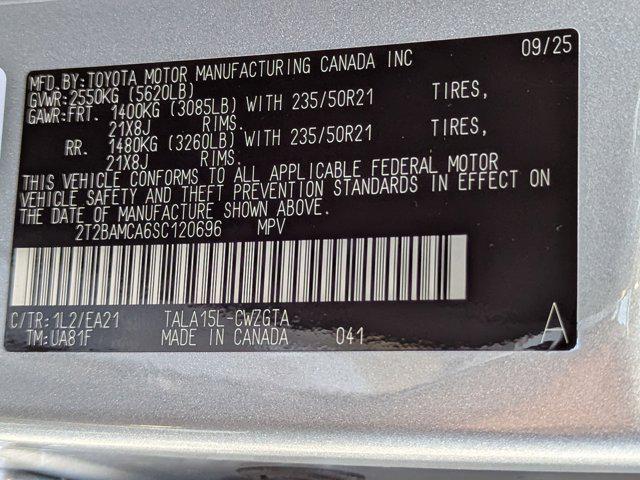 09/25
MFD.BY:TOYOTA MOTOR MANUFACTURING CANADA INC
GVWR:2550KG (5620LB)
GAWR:FRT. 1400KG (3085LB) WITH 235/50R21 TIRES,
21X8J RIMS.
RR. 1480KG (3260LB) WITH 235/50R21 TIRES,
21X8J RIMS.
THIS VEHICLE CONFORMS TO ALL APPLICABLE FEDERAL MOTOR
VEHICLE SAFETY AND THEFT PREVENTION STANDARDS IN EFFECT ON
THE DATE OF MANUFACTURE SHOWN ABOVE.
2T2BAMCA6SC120696 MPV
C/TR:1L2/EA21 TALA15L-CWZGTA
TM:UA81F MADE IN CANADA 041 A